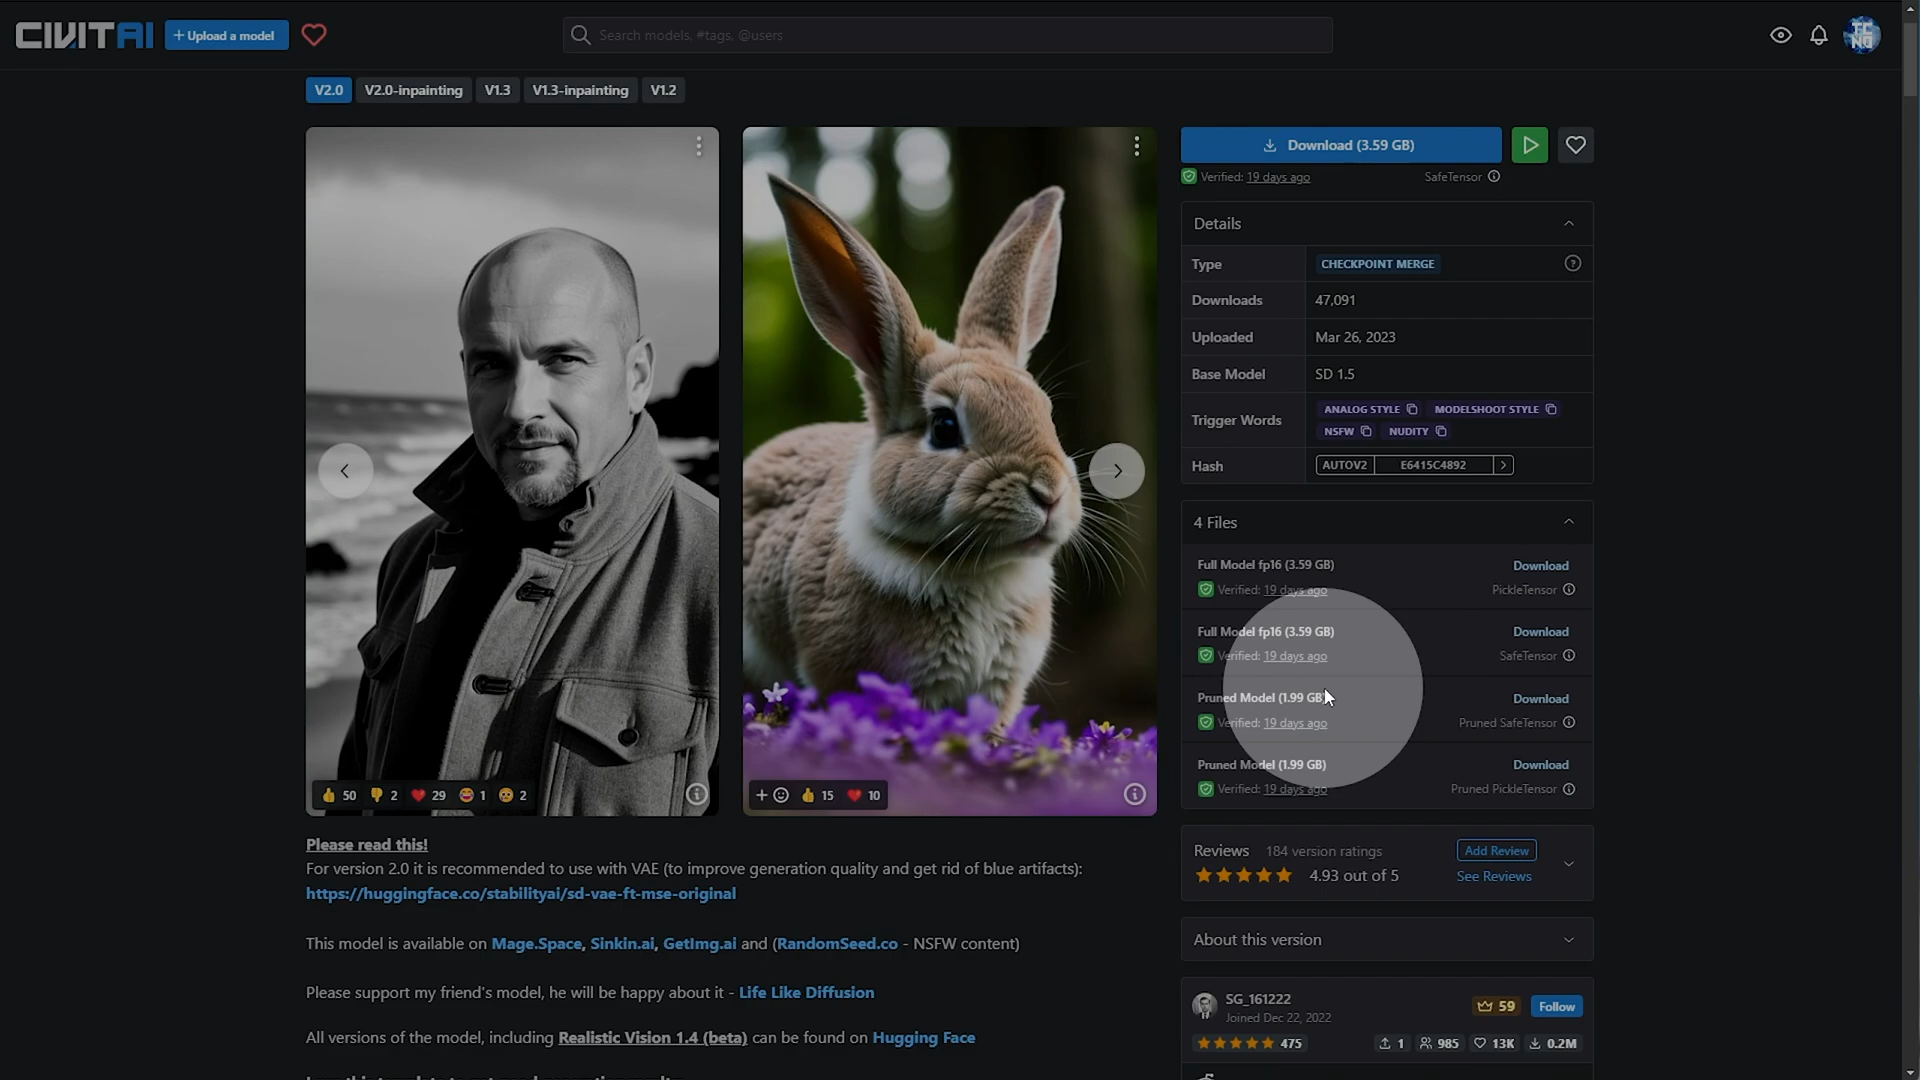 CIVITAI
+ Upload a model
Search models, #tags, @users
V2.0
V2.0-inpainting
V1.3
V1.3-inpainting
V1.2
50 2 29 1 2
15 10
Please read this!
For version 2.0 it is recommended to use with VAE (to improve generation quality and get rid of blue artifacts):
https://huggingface.co/stabilityai/sd-vae-ft-mse-original
This model is available on Mage.Space, Sinkin.ai, GetImg.ai and (RandomSeed.co - NSFW content)
Please support my friend's model, he will be happy about it - Life Like Diffusion
All versions of the model, including Realistic Vision 1.4 (beta) can be found on Hugging Face
Download (3.59 GB)
Verified: 19 days ago SafeTensor
Details
Type CHECKPOINT MERGE
Downloads 47,091
Uploaded Mar 26, 2023
Base Model SD 1.5
Trigger Words ANALOG STYLE MODELSHOOT STYLE
NSFW NUDITY
Hash AUTOV2 E6415C4892
4 Files
Full Model fp16 (3.59 GB) Download
Verified: 19 days ago PickleTensor
Full Model fp16 (3.59 GB) Download
Verified: 19 days ago SafeTensor
Pruned Model (1.99 GB) Download
Verified: 19 days ago Pruned SafeTensor
Pruned Model (1.99 GB) Download
Verified: 19 days ago Pruned PickleTensor
Reviews 184 version ratings Add Review
4.93 out of 5 See Reviews
About this version
SG_161222 59 Follow
Joined Dec 22, 2022
475 1 985 13K 0.2M